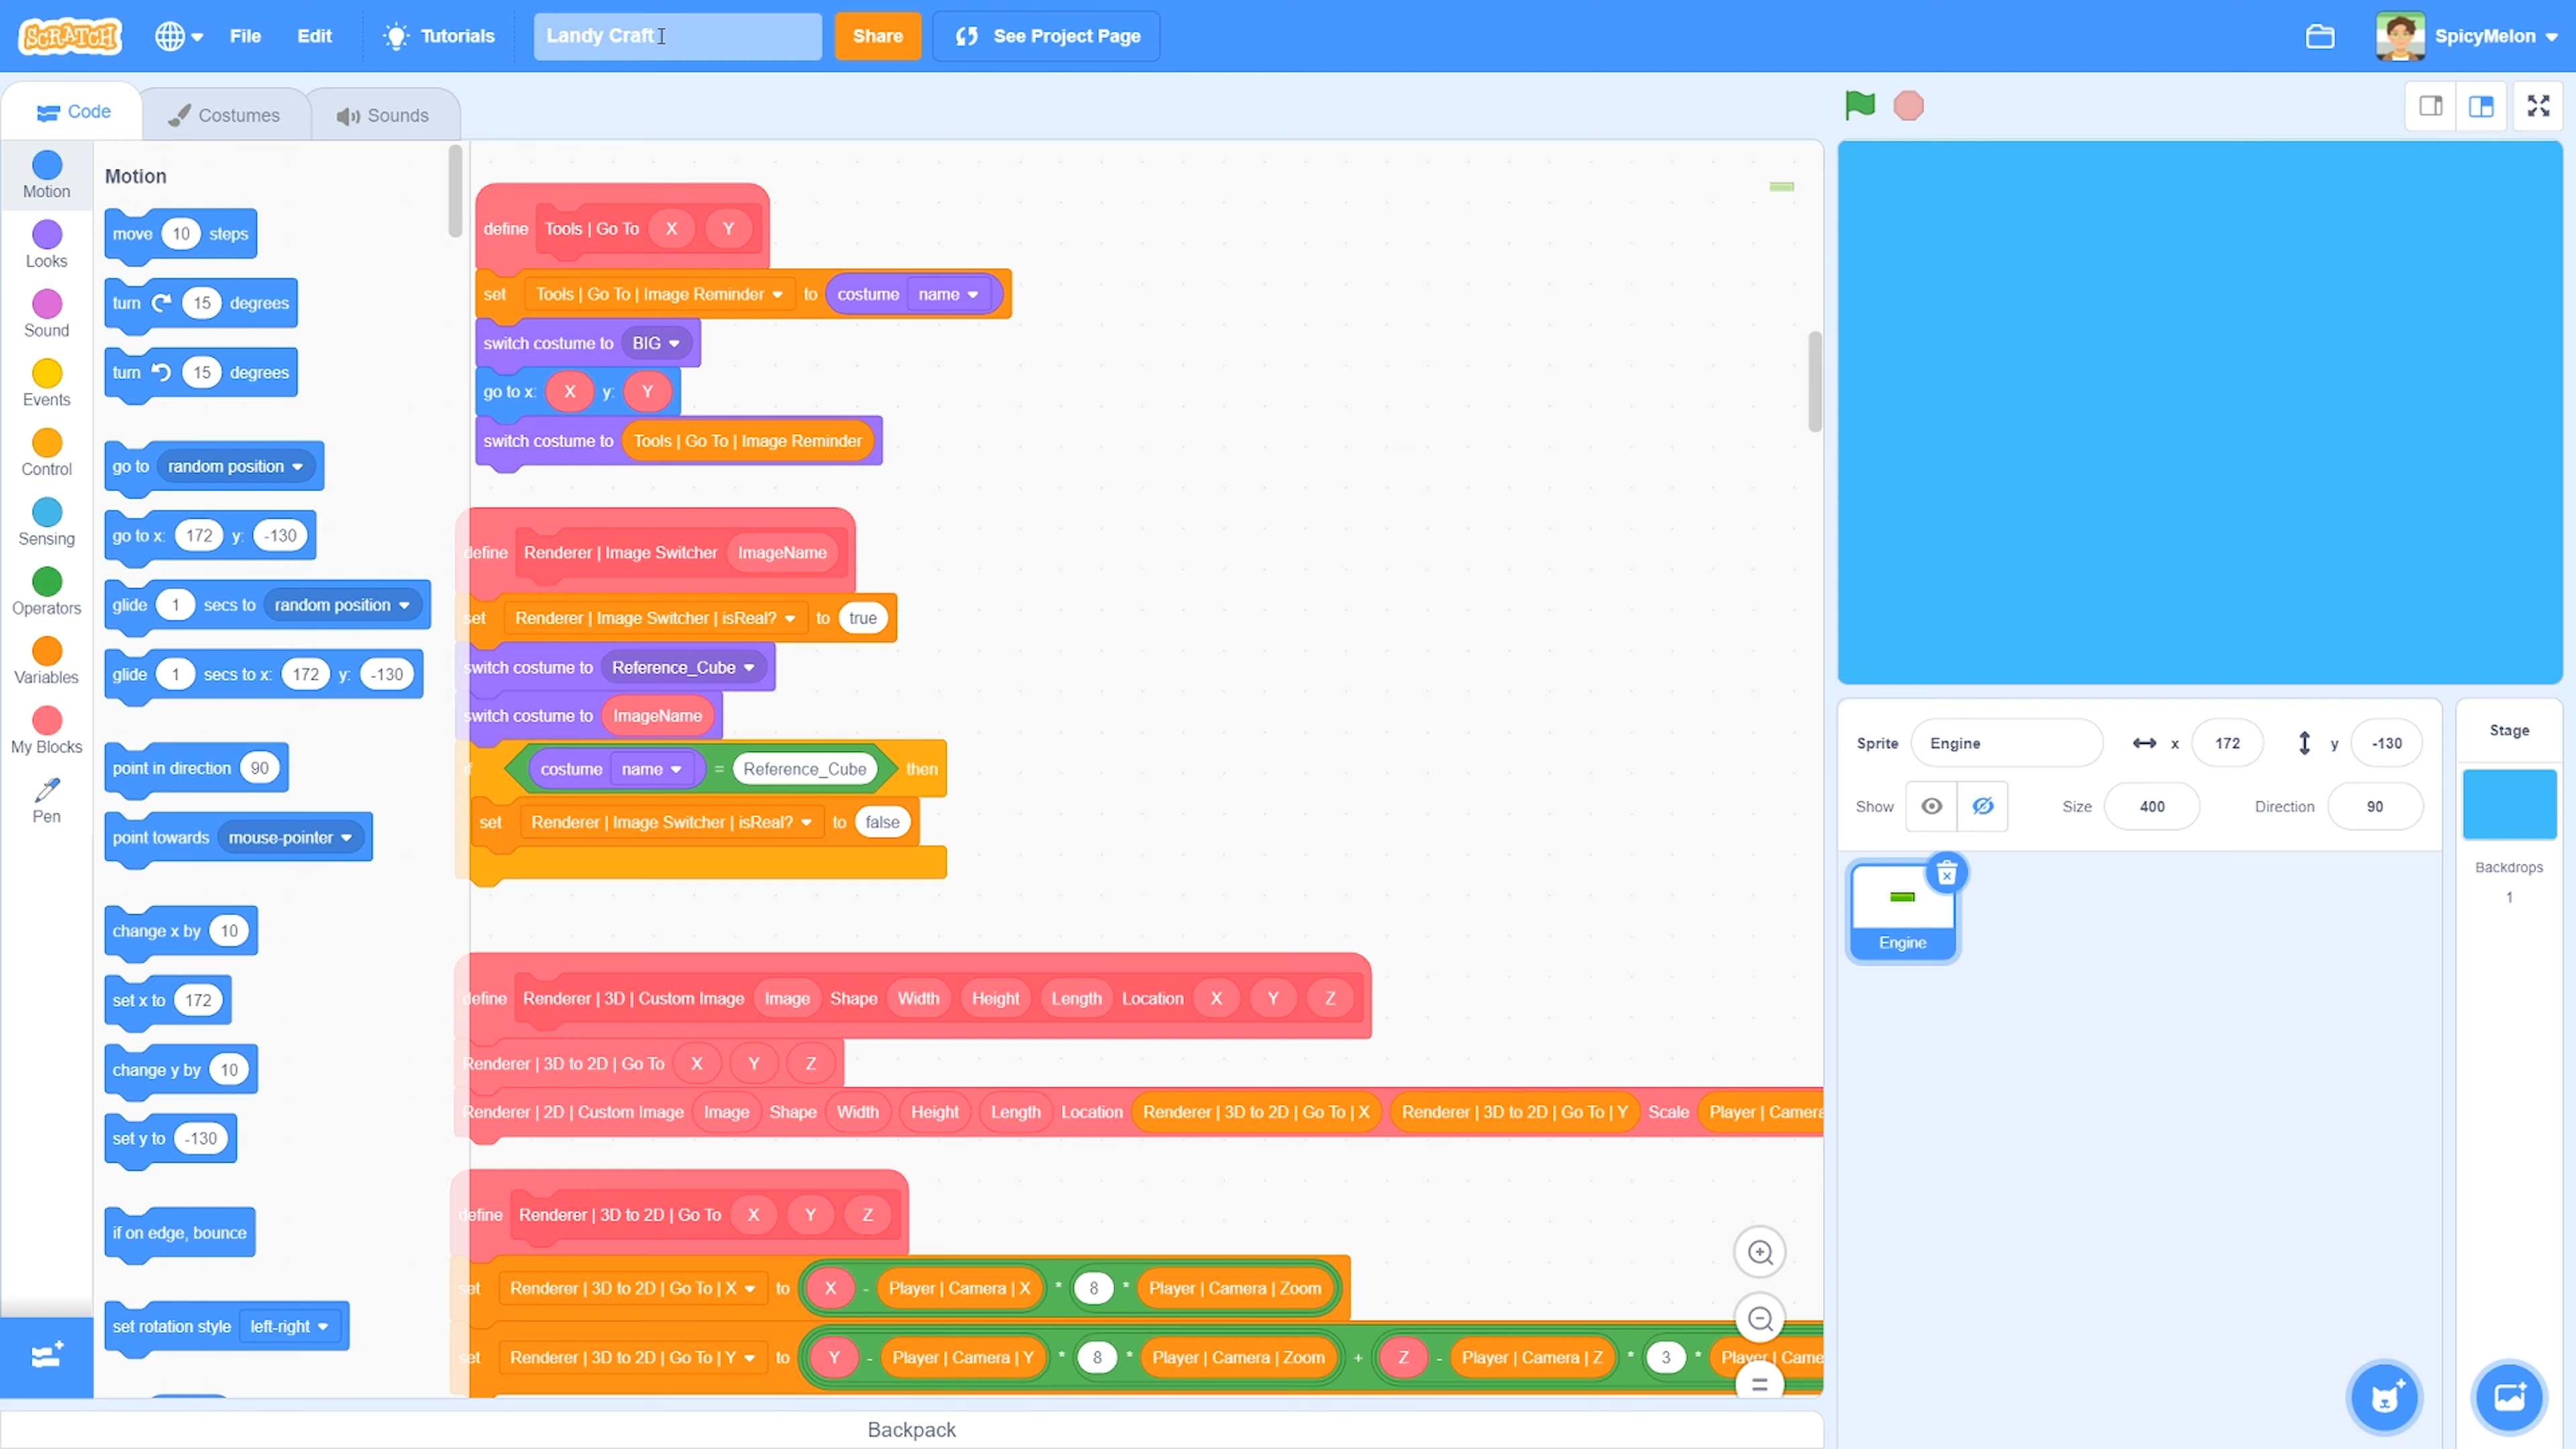 SCRATCH File Edit Tutorials Landy Craft Share See Project Page SpicyMelon
Code Costumes Sounds
Motion
Looks
Sound
Events
Control
Sensing
Operators
Variables
My Blocks
Pen
Motion
move 10 steps
turn 15 degrees
turn 15 degrees
go to random position
go to x: 172 y: -130
glide 1 secs to random position
glide 1 secs to x: 172 y: -130
point in direction 90
point towards mouse-pointer
change x by 10
set x to 172
change y by 10
set y to -130
if on edge, bounce
set rotation style left-right
define Tools | Go To X Y
set Tools | Go To | Image Reminder to costume name
switch costume to BIG
go to x: X y: Y
switch costume to Tools | Go To | Image Reminder
define Renderer | Image Switcher ImageName
set Renderer | Image Switcher | isReal? to true
switch costume to Reference_Cube
switch costume to ImageName
if costume name = Reference_Cube then
set Renderer | Image Switcher | isReal? to false
define Renderer | 3D | Custom Image Image Shape Width Height Length Location X Y Z
Renderer | 3D to 2D | Go To X Y Z
Renderer | 2D | Custom Image Image Shape Width Height Length Location Renderer | 3D to 2D | Go To | X Renderer | 3D to 2D | Go To | Y Scale Player | Camera
define Renderer | 3D to 2D | Go To X Y Z
set Renderer | 3D to 2D | Go To | X to X - Player | Camera | X * 8 * Player | Camera | Zoom
set Renderer | 3D to 2D | Go To | Y to Y - Player | Camera | Y * 8 * Player | Camera | Zoom + Z - Player | Camera | Z * 3 * Player | Came
Backpack
Sprite Engine x 172 y -130
Show Size 400 Direction 90
Engine
Stage
Backdrops
1